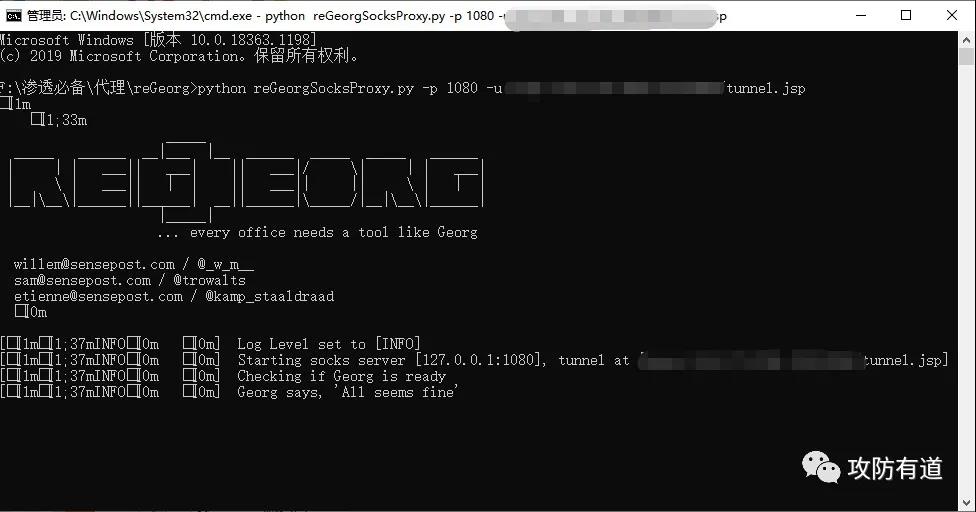 管理员: C:\Windows\System32\cmd.exe - python reGeorgSocksProxy.py -p 1080 -u sp
Microsoft Windows [版本 10.0.18363.1198]
(c) 2019 Microsoft Corporation。保留所有权利。
F:\渗透必备\代理\reGeorg>python reGeorgSocksProxy.py -p 1080 -u /tunnel.jsp
□[1m
□[1;33m
REGEORG
... every office needs a tool like Georg
willem@sensepost.com / @_w_m__
sam@sensepost.com / @trowalts
etienne@sensepost.com / @kamp_staaldraad
□[0m
[□[1m□[1;37mINFO□[0m □[0m] Log Level set to [INFO]
[□[1m□[1;37mINFO□[0m □[0m] Starting socks server [127.0.0.1:1080], tunnel at [ tunnel.jsp]
[□[1m□[1;37mINFO□[0m □[0m] Checking if Georg is ready
[□[1m□[1;37mINFO□[0m □[0m] Georg says, 'All seems fine'
攻防有道